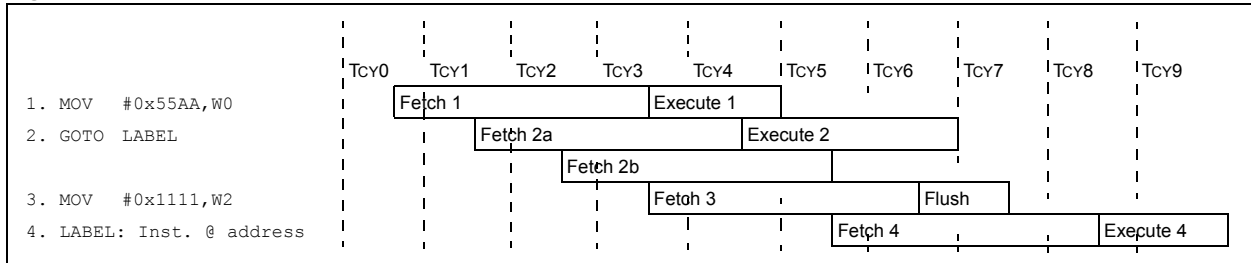 TCY0 TCY1 TCY2 TCY3 TCY4 TCY5 TCY6 TCY7 TCY8 TCY9
1. MOV #0x55AA,W0 Fetch 1 Execute 1
2. GOTO LABEL Fetch 2a Execute 2
Fetch 2b
3. MOV #0x1111,W2 Fetch 3 Flush
4. LABEL: Inst. @ address Fetch 4 Execute 4